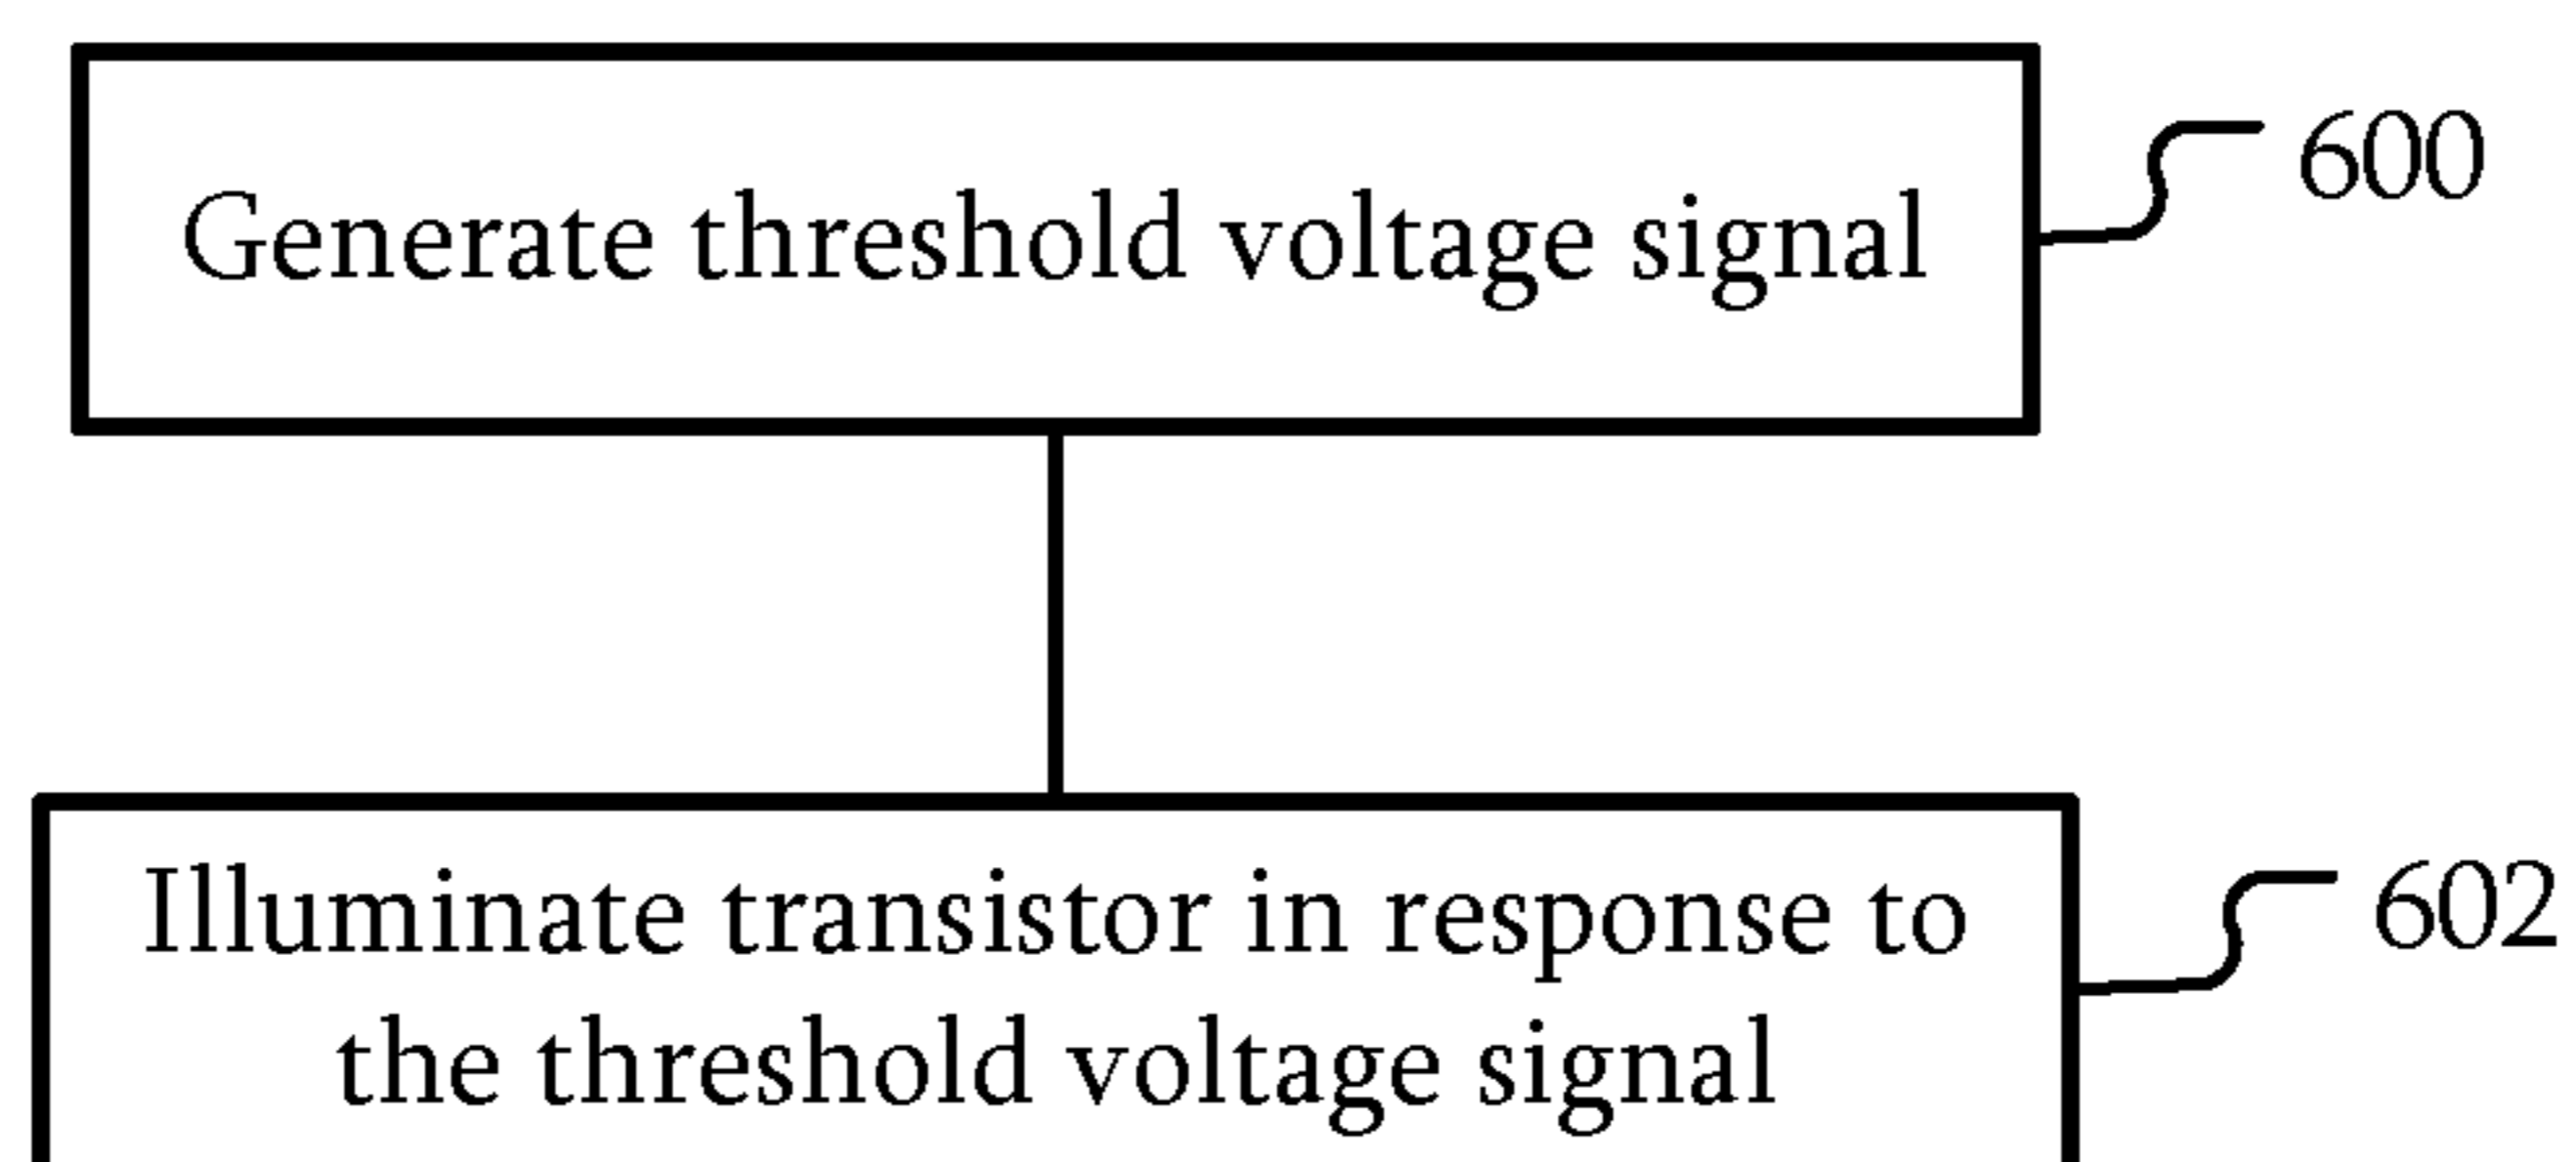 Generate threshold voltage signal
600
Illuminate transistor in response to
the threshold voltage signal
602